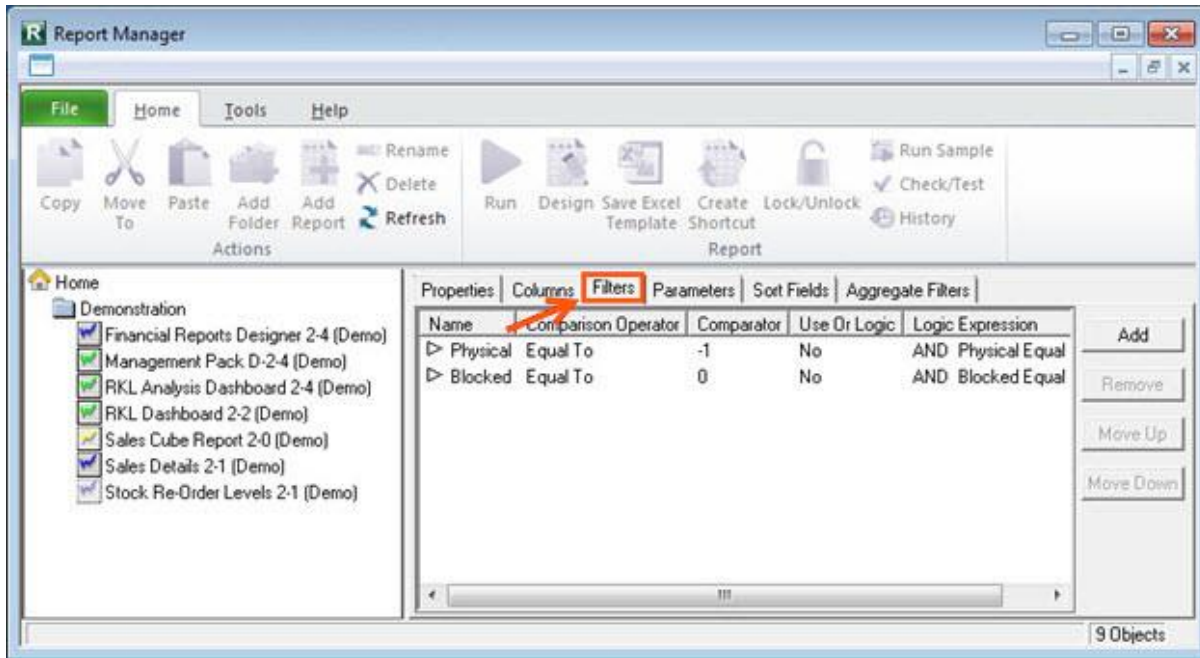 Report Manager
File Home Tools Help
Copy
Move To
Paste
Add Folder
Add Report
Rename
Delete
Refresh
Actions
Run
Design
Save Excel Template
Create Shortcut
Lock/Unlock
Run Sample
Check/Test
History
Report
Home
Demonstration
Financial Reports Designer 2-4 (Demo)
Management Pack D-2-4 (Demo)
RKL Analysis Dashboard 2-4 (Demo)
RKL Dashboard 2-2 (Demo)
Sales Cube Report 2-0 (Demo)
Sales Details 2-1 (Demo)
Stock Re-Order Levels 2-1 (Demo)
Properties Columns Filters Parameters Sort Fields Aggregate Filters
Name Comparison Operator Comparator Use Or Logic Logic Expression
Physical Equal To -1 No AND Physical Equal
Blocked Equal To 0 No AND Blocked Equal
Add
Remove
Move Up
Move Down
9 Objects